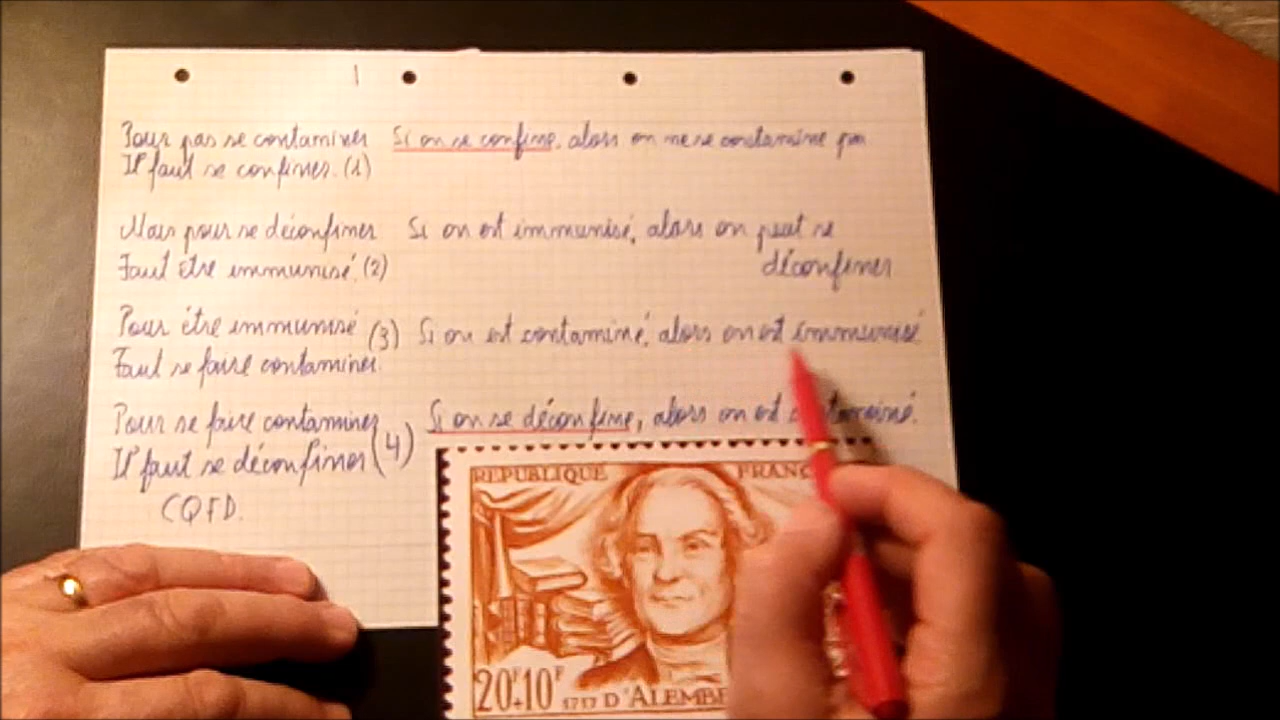 Pour pas se contaminer
Il faut se confiner. (1)
Si on se confine, alors on ne se contamine pas
Mais pour se déconfiner
Faut être immunisé. (2)
Si on est immunisé, alors on peut se
déconfiner
Pour être immunisé
Faut se faire contaminer.
(3)
Si on est contaminé, alors on est immunisé
Pour se faire contaminer
Il faut se déconfiner
(4)
Si on se déconfine, alors on est contaminé.
CQFD.
REPUBLIQUE
20F+10F
1717 D'ALEMBE